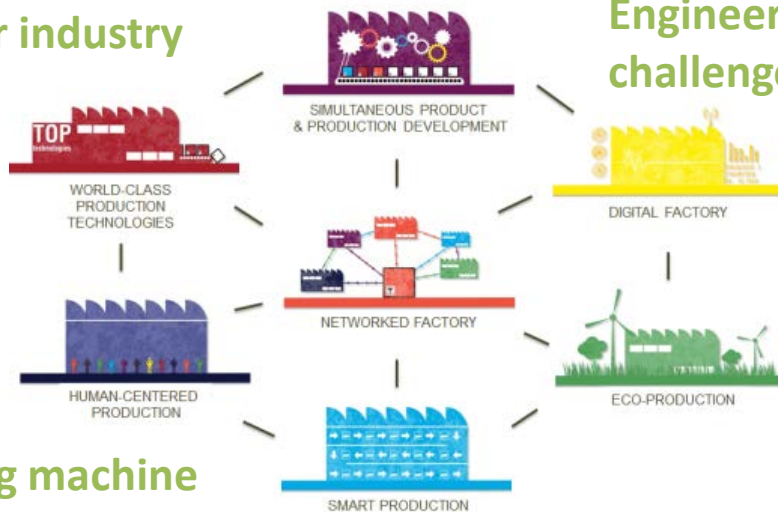 r industry
Engineer
challenge
SIMULTANEOUS PRODUCT
& PRODUCTION DEVELOPMENT
TOP
technologies
WORLD-CLASS
PRODUCTION
TECHNOLOGIES
DIGITAL FACTORY
NETWORKED FACTORY
HUMAN-CENTERED
PRODUCTION
ECO-PRODUCTION
g machine
SMART PRODUCTION